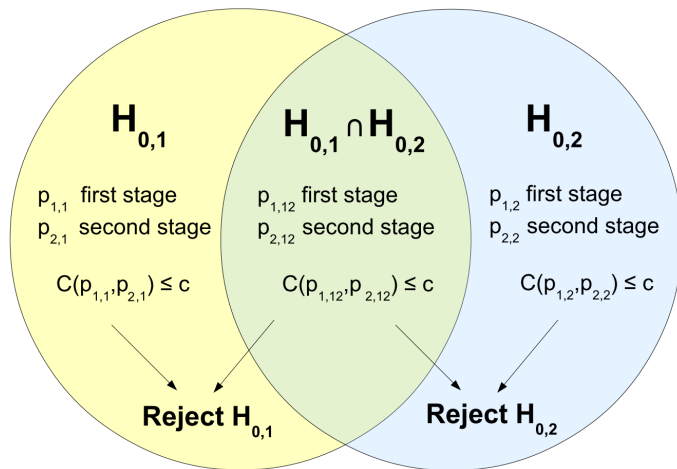 H0,1
H0,1 ∩ H0,2
H0,2
p1,1 first stage
p2,1 second stage
p1,12 first stage
p2,12 second stage
p1,2 first stage
p2,2 second stage
C(p1,1,p2,1) ≤ c
C(p1,12,p2,12) ≤ c
C(p1,2,p2,2) ≤ c
Reject H0,1
Reject H0,2